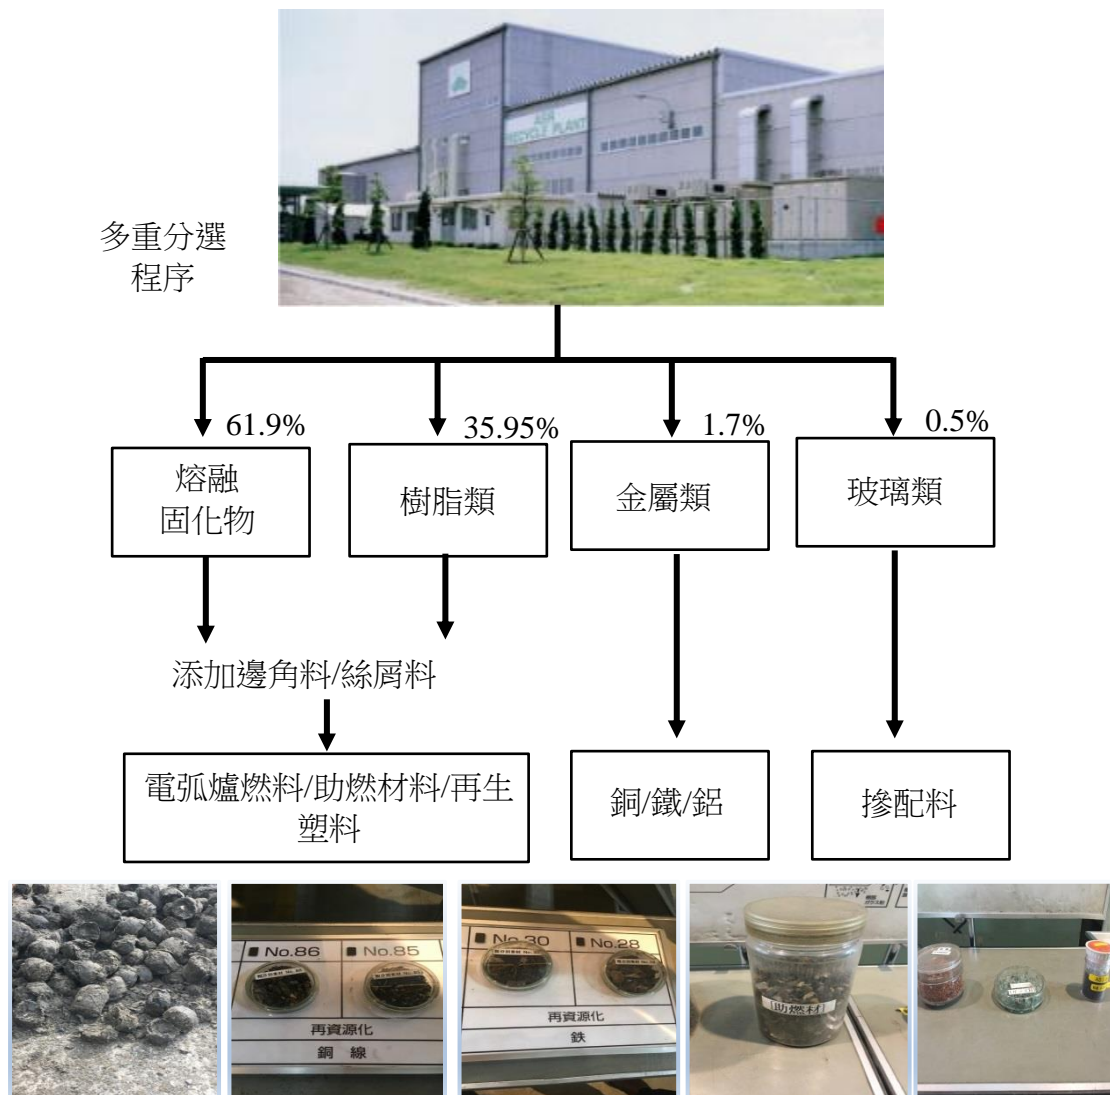 ASR
RECYCLE PLANT
多重分選
程序
61.9%
35.95%
1.7%
0.5%
熔融
固化物
樹脂類
金屬類
玻璃類
添加邊角料/絲屑料
電弧爐燃料/助燃材料/再生
塑料
銅/鐵/鋁
摻配料
No.86
No.85
再資源化
銅 線
No.30
No.28
再資源化
鉄
助燃材